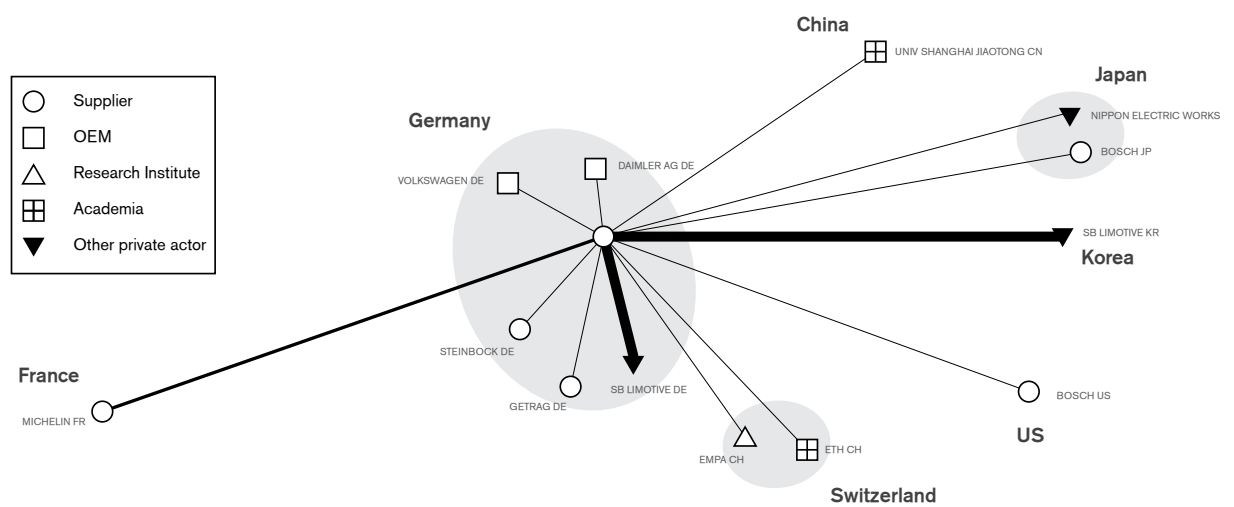 China
UNIV SHANGHAI JIAOTONG CN
Japan
NIPPON ELECTRIC WORKS
BOSCH JP
Supplier
OEM
Research Institute
Academia
Other private actor
Germany
VOLKSWAGEN DE
DAIMLER AG DE
SB LIMOTIVE KR
Korea
STEINBOCK DE
GETRAG DE
SB LIMOTIVE DE
France
MICHELIN FR
BOSCH US
US
EMPA CH
ETH CH
Switzerland